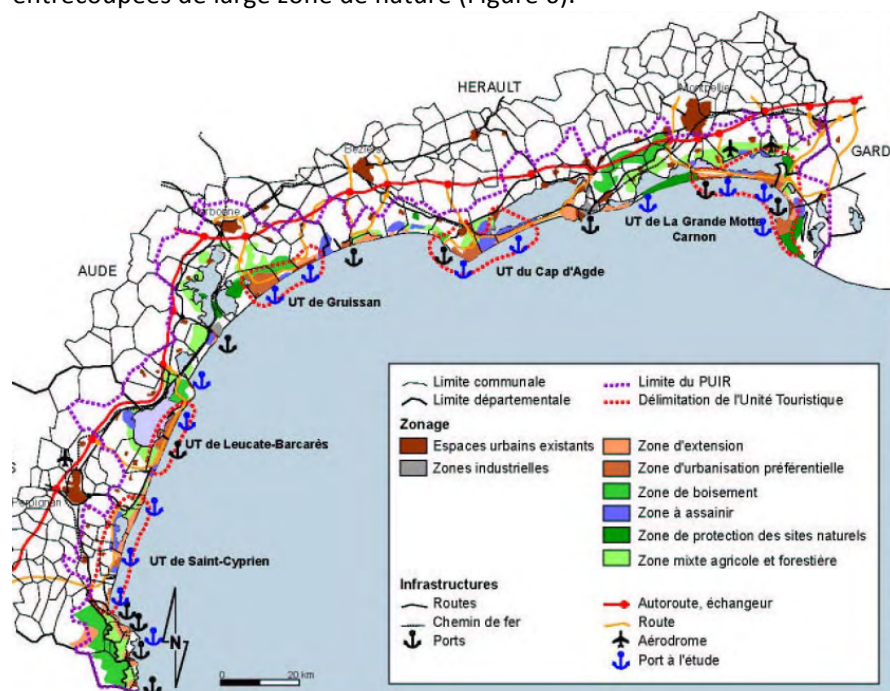 entrecoupées de large zone de nature (Figure 6).
HERAULT
Montpellier
Béziers
GARD
Narbonne
UT de La Grande Motte
Carnon
AUDE
UT du Cap d'Agde
UT de Gruissan
UT de Leucate-Barcarès
Perpignan
UT de Saint-Cyprien
N
0 20 km
Limite communale
Limite départementale
Limite du PUIR
Délimitation de l'Unité Touristique
Zonage
Espaces urbains existants
Zones industrielles
Zone d'extension
Zone d'urbanisation préférentielle
Zone de boisement
Zone à assainir
Zone de protection des sites naturels
Zone mixte agricole et forestière
Infrastructures
Routes
Chemin de fer
Ports
Autoroute, échangeur
Route
Aérodrome
Port à l'étude